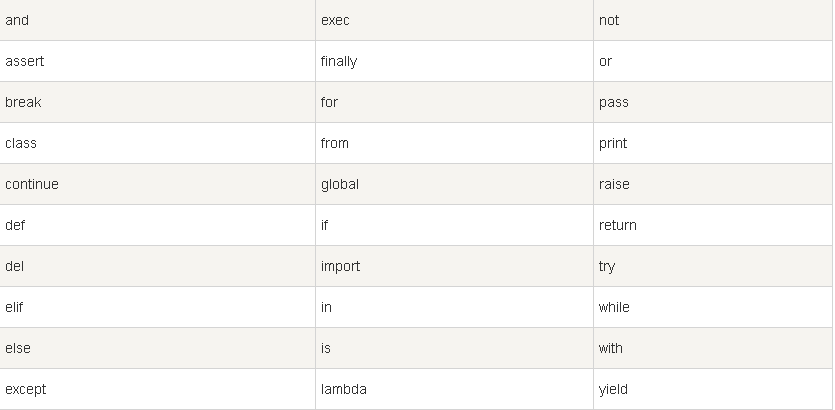 and exec not
assert finally or
break for pass
class from print
continue global raise
def if return
del import try
elif in while
else is with
except lambda yield